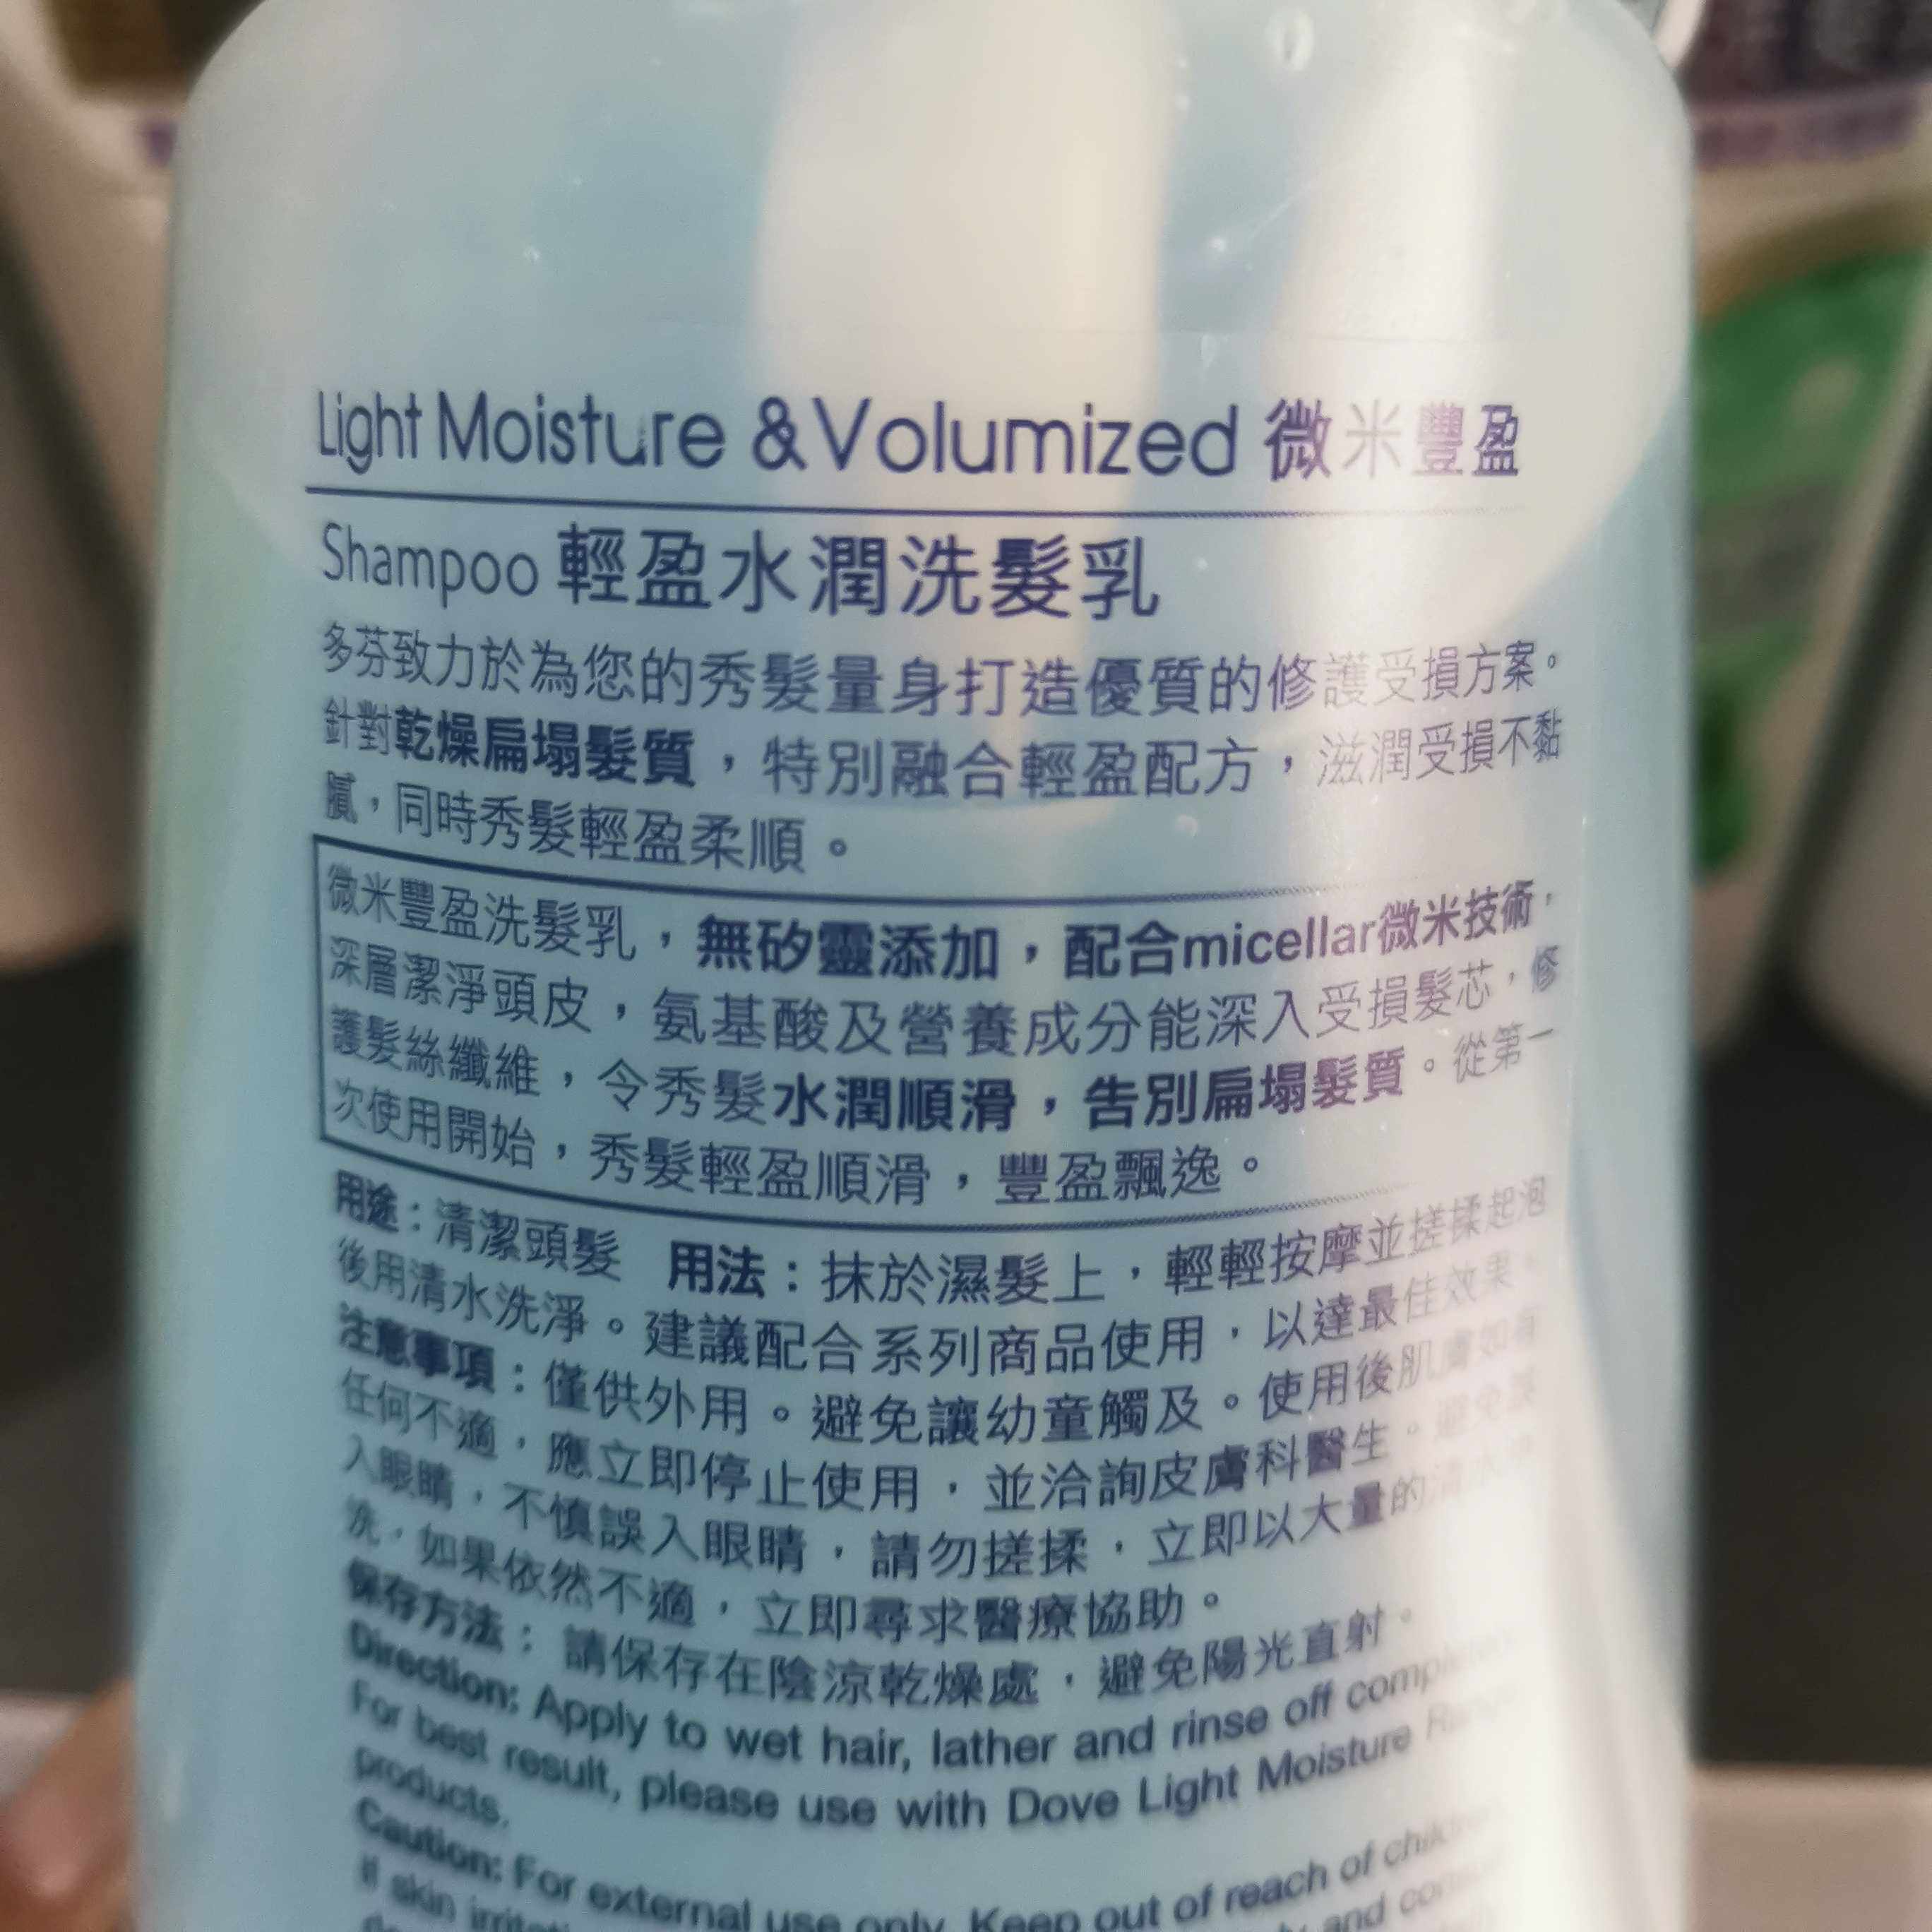 Light Moisture & Volumized 微米豐盈
Shampoo 輕盈水潤洗髮乳
多芬致力於為您的秀髮量身打造優質的修護受損方案。
針對乾燥扁塌髮質，特別融合輕盈配方，滋潤受損不黏
膩，同時秀髮輕盈柔順。
微米豐盈洗髮乳，無矽靈添加，配合micellar微米技術，
深層潔淨頭皮，氨基酸及營養成分能深入受損髮芯，修
護髮絲纖維，令秀髮水潤順滑，告別扁塌髮質。從第一
次使用開始，秀髮輕盈順滑，豐盈飄逸。
用途：清潔頭髮 用法：抹於濕髮上，輕輕按摩並搓揉起泡
後用清水洗淨。建議配合系列商品使用，以達最佳效果。
注意事項：僅供外用。避免讓幼童觸及。使用後肌膚如有
任何不適，應立即停止使用，並洽詢皮膚科醫生。避免誤
入眼睛，不慎誤入眼睛，請勿搓揉，立即以大量的清水沖
洗，如果依然不適，立即尋求醫療協助。
保存方法：請保存在陰涼乾燥處，避免陽光直射。
Direction: Apply to wet hair, lather and rinse off
For best result, please use with Dove Light Moisture
products.
Caution: For external use only. Keep out of reach of
If skin and